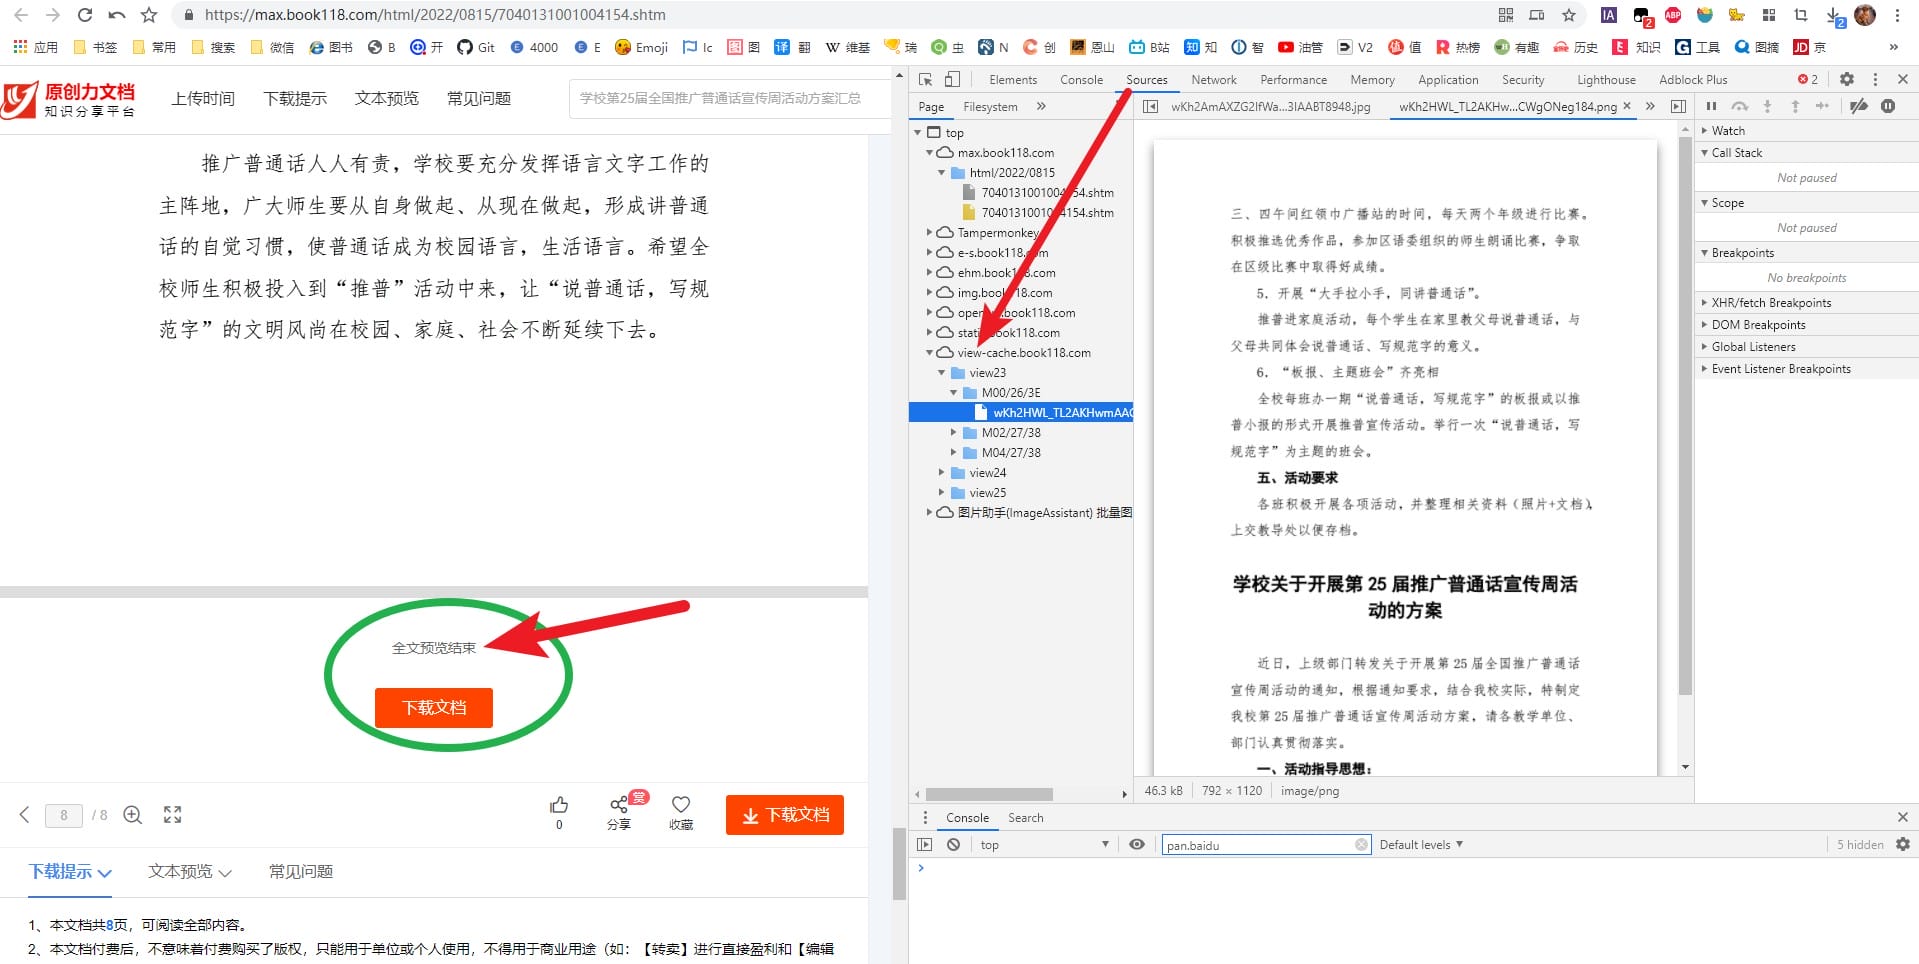 https://max.book118.com/html/2022/0815/7040131001004154.shtm
IA 2 ABP 2
应用 书签 常用 搜索 微信 图书 B 开 Git 4000 E Emoji Ic 图 翻 维基 瑞 虫 N 创 恩山 B站 知 智 油管 V2 值 热榜 有趣 历史 知识 工具 图摘 京 »
原创力文档
知识分享平台
上传时间 下载提示 文本预览 常见问题
学校第25届全国推广普通话宣传周活动方案汇总
推广普通话人人有责，学校要充分发挥语言文字工作的
主阵地，广大师生要从自身做起、从现在做起，形成讲普通
话的自觉习惯，使普通话成为校园语言，生活语言。希望全
校师生积极投入到“推普”活动中来，让“说普通话，写规
范字”的文明风尚在校园、家庭、社会不断延续下去。
全文预览结束
下载文档
8 / 8
0
赏
分享
收藏
下载文档
下载提示 文本预览 常见问题
1、本文档共8页，可阅读全部内容。
2、本文档付费后，不意味着付费购买了版权，只能用于单位或个人使用，不得用于商业用途（如：【转卖】进行直接盈利和【编辑
Elements Console Sources Network Performance Memory Application Security Lighthouse Adblock Plus 2
Page Filesystem »
top
max.book118.com
html/2022/0815
7040131001004154.shtm
7040131001004154.shtm
Tampermonkey
e-s.book118.com
ehm.book118.com
img.book118.com
open.book118.com
static.book118.com
view-cache.book118.com
view23
M00/26/3E
wKh2HWL_TL2AKHwmAAC
M02/27/38
M04/27/38
view24
view25
图片助手(ImageAssistant) 批量图
wKh2AmAXZG2IfWa...3IAABT8948.jpg wKh2HWL_TL2AKHw...CWgONeg184.png × »
三、四午间红领巾广播站的时间，每天两个年级进行比赛。
积极推选优秀作品，参加区语委组织的师生朗诵比赛，争取
在区级比赛中取得好成绩。
5．开展“大手拉小手，同讲普通话”。
推普进家庭活动，每个学生在家里教父母说普通话，与
父母共同体会说普通话、写规范字的意义。
6．“板报、主题班会”齐亮相
全校每班办一期“说普通话，写规范字”的板报或以推
普小报的形式开展推普宣传活动。举行一次“说普通话，写
规范字”为主题的班会。
五、活动要求
各班积极开展各项活动，并整理相关资料（照片+文档），
上交教导处以便存档。
学校关于开展第 25 届推广普通话宣传周活
动的方案
近日，上级部门转发关于开展第 25 届全国推广普通话
宣传周活动的通知，根据通知要求，结合我校实际，特制定
我校第 25 届推广普通话宣传周活动方案，请各教学单位、
部门认真贯彻落实。
一、活动指导思想：
46.3 kB 792 × 1120 image/png
Watch
Call Stack
Not paused
Scope
Not paused
Breakpoints
No breakpoints
XHR/fetch Breakpoints
DOM Breakpoints
Global Listeners
Event Listener Breakpoints
Console Search
top pan.baidu Default levels 5 hidden